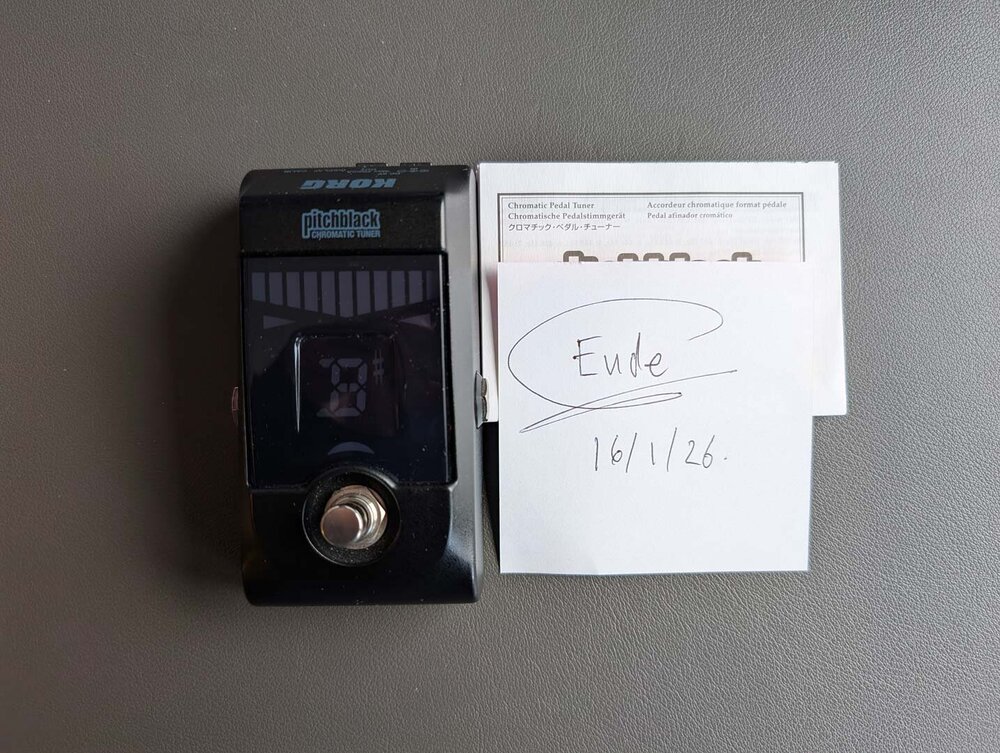 KORG
pitchblack
CHROMATIC TUNER
Chromatic Pedal Tuner
Chromatische Pedalstimmgerät
クロマチック・ペダル・チューナー
Accordeur chromatique format pédale
Pedal afinador cromático
Ende
16/1/26.